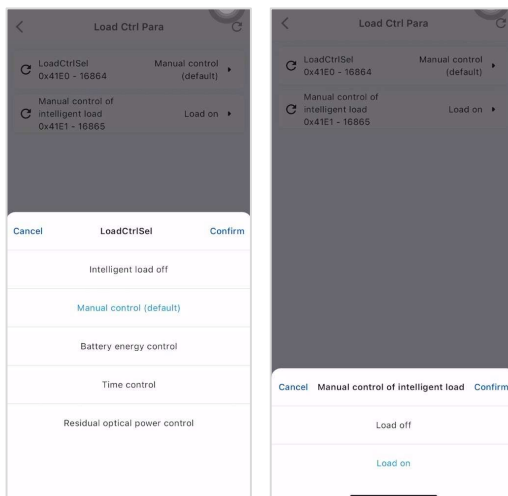 Load Ctrl Para
LoadCtrlSel
0x41E0 - 16864
Manual control
(default)
Manual control of
intelligent load
0x41E1 - 16865
Load on
Cancel LoadCtrlSel Confirm
Intelligent load off
Manual control (default)
Battery energy control
Time control
Residual optical power control
Load Ctrl Para
LoadCtrlSel
0x41E0 - 16864
Manual control
(default)
Manual control of
intelligent load
0x41E1 - 16865
Load on
Cancel Manual control of intelligent load Confirm
Load off
Load on